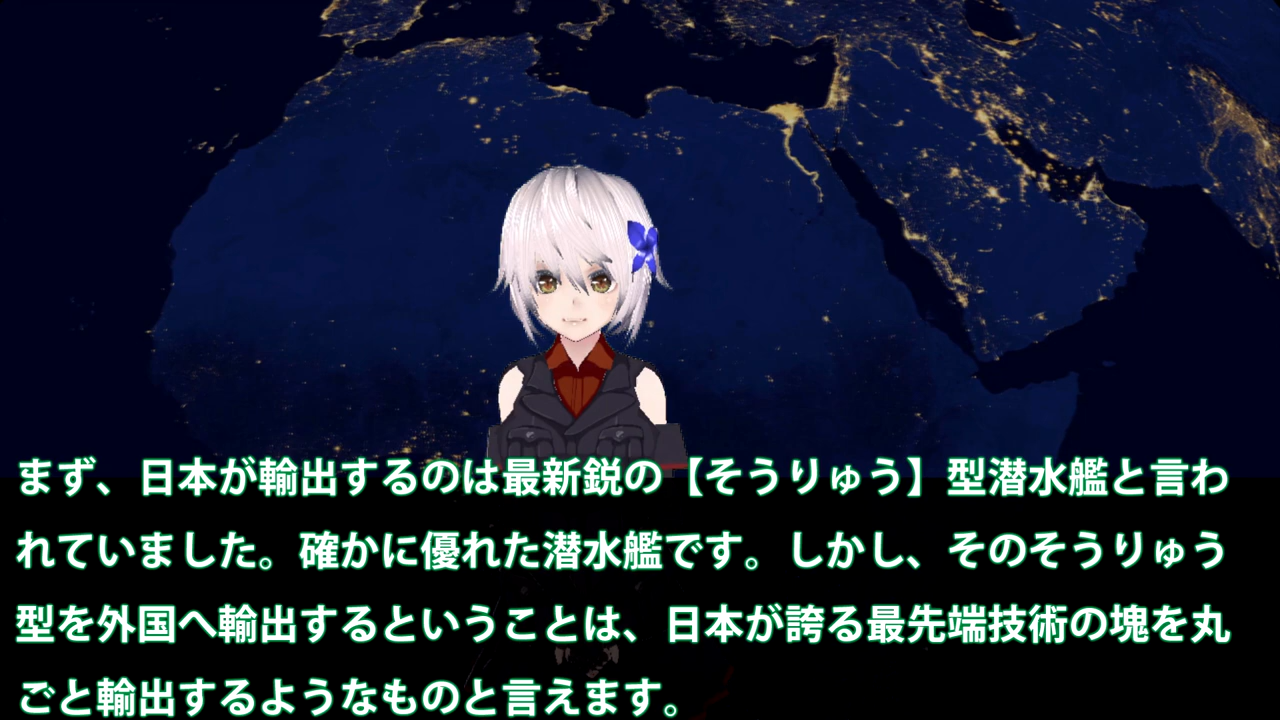 まず、日本が輸出するのは最新鋭の【そうりゅう】型潜水艦と言わ
れていました。確かに優れた潜水艦です。しかし、そのそうりゅう
型を外国へ輸出するということは、日本が誇る最先端技術の塊を丸
ごと輸出するようなものと言えます。